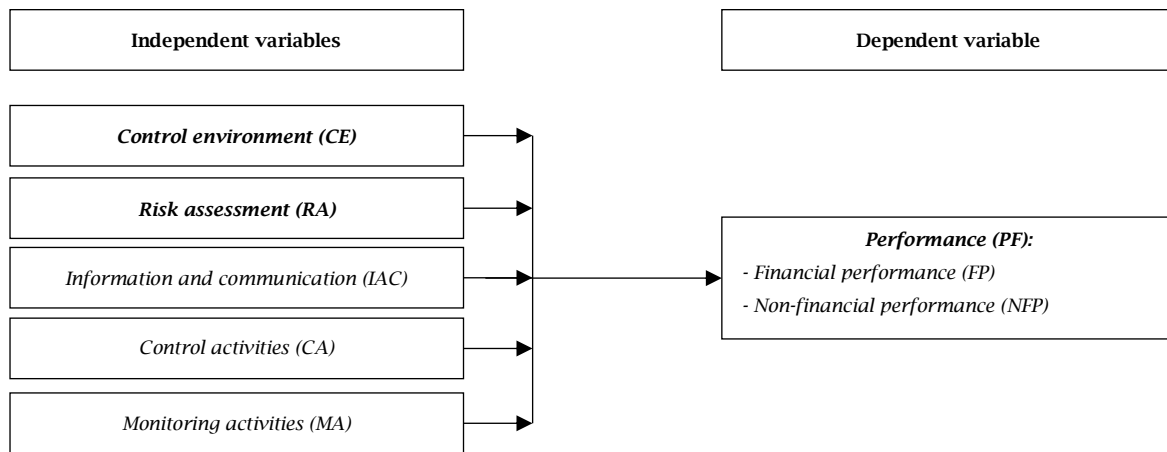 Independent variables
Dependent variable
Control environment (CE)
Risk assessment (RA)
Information and communication (IAC)
Control activities (CA)
Monitoring activities (MA)
Performance (PF):
- Financial performance (FP)
- Non-financial performance (NFP)